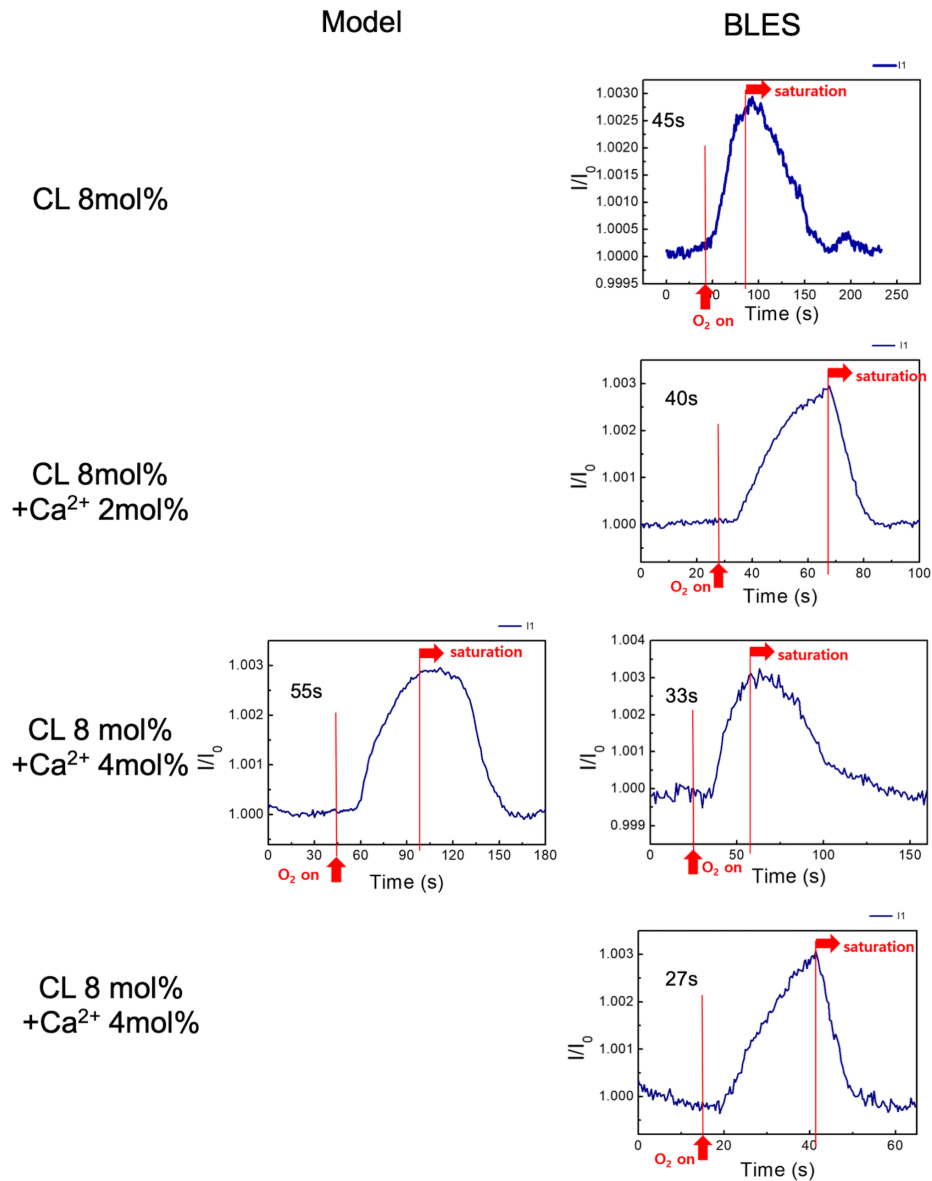 Model
BLES
CL 8mol%
I1
1.0030
1.0025
1.0020
1.0015
1.0010
1.0005
1.0000
0.9995
I/I0
45s
saturation
0
50
100
150
200
250
O2 on
Time (s)
CL 8mol%
+Ca2+ 2mol%
I1
1.003
1.002
1.001
1.000
I/I0
40s
saturation
0
20
40
60
80
100
O2 on
Time (s)
CL 8 mol%
+Ca2+ 4mol%
I1
1.003
1.002
1.001
1.000
I/I0
55s
saturation
0
30
60
90
120
150
180
O2 on
Time (s)
1.004
1.003
1.002
1.001
1.000
0.999
I/I0
33s
saturation
0
50
100
150
O2 on
Time (s)
CL 8 mol%
+Ca2+ 4mol%
I1
1.003
1.002
1.001
1.000
I/I0
27s
saturation
0
20
40
60
O2 on
Time (s)